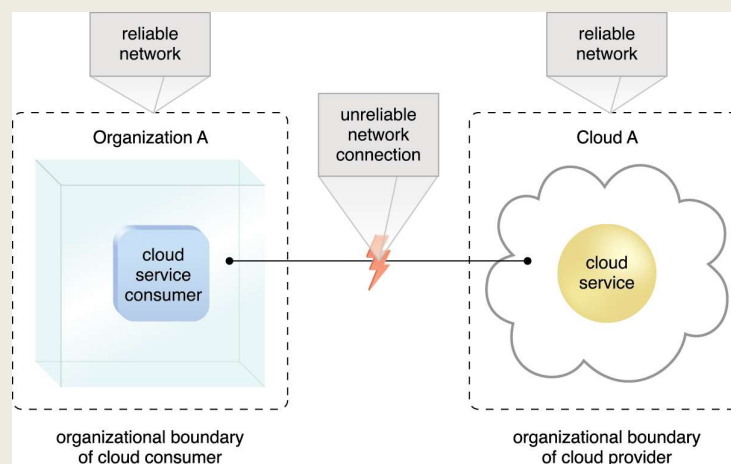 reliable
network
reliable
network
unreliable
network
connection
Organization A
Cloud A
cloud
service
consumer
cloud
service
organizational boundary
of cloud consumer
organizational boundary
of cloud provider